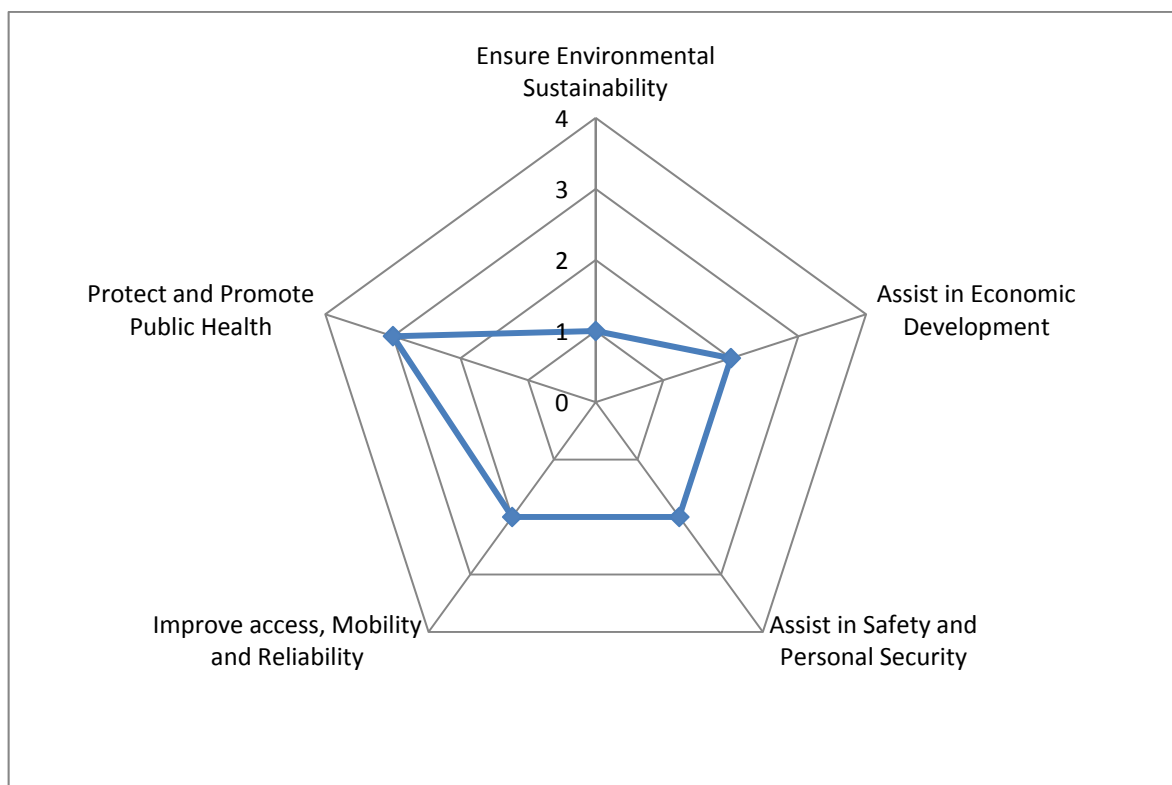 Ensure Environmental
Sustainability
4
3
2
1
0
Protect and Promote
Public Health
Assist in Economic
Development
Improve access, Mobility
and Reliability
Assist in Safety and
Personal Security